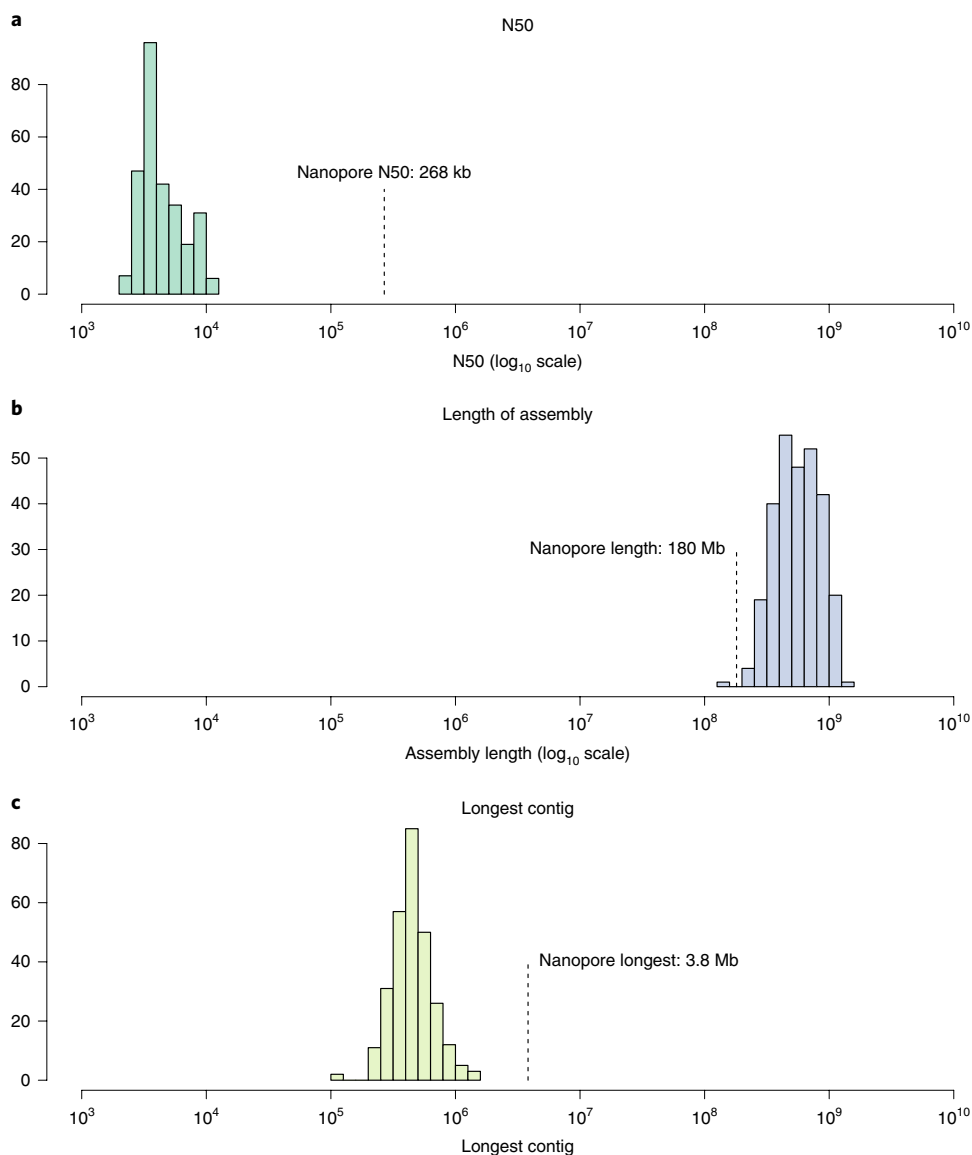 a
N50
80
60
40
20
0
Nanopore N50: 268 kb
10³ 10⁴ 10⁵ 10⁶ 10⁷ 10⁸ 10⁹ 10¹⁰
N50 (log₁₀ scale)
b
Length of assembly
50
40
30
20
10
0
Nanopore length: 180 Mb
10³ 10⁴ 10⁵ 10⁶ 10⁷ 10⁸ 10⁹ 10¹⁰
Assembly length (log₁₀ scale)
c
Longest contig
80
60
40
20
0
Nanopore longest: 3.8 Mb
10³ 10⁴ 10⁵ 10⁶ 10⁷ 10⁸ 10⁹ 10¹⁰
Longest contig